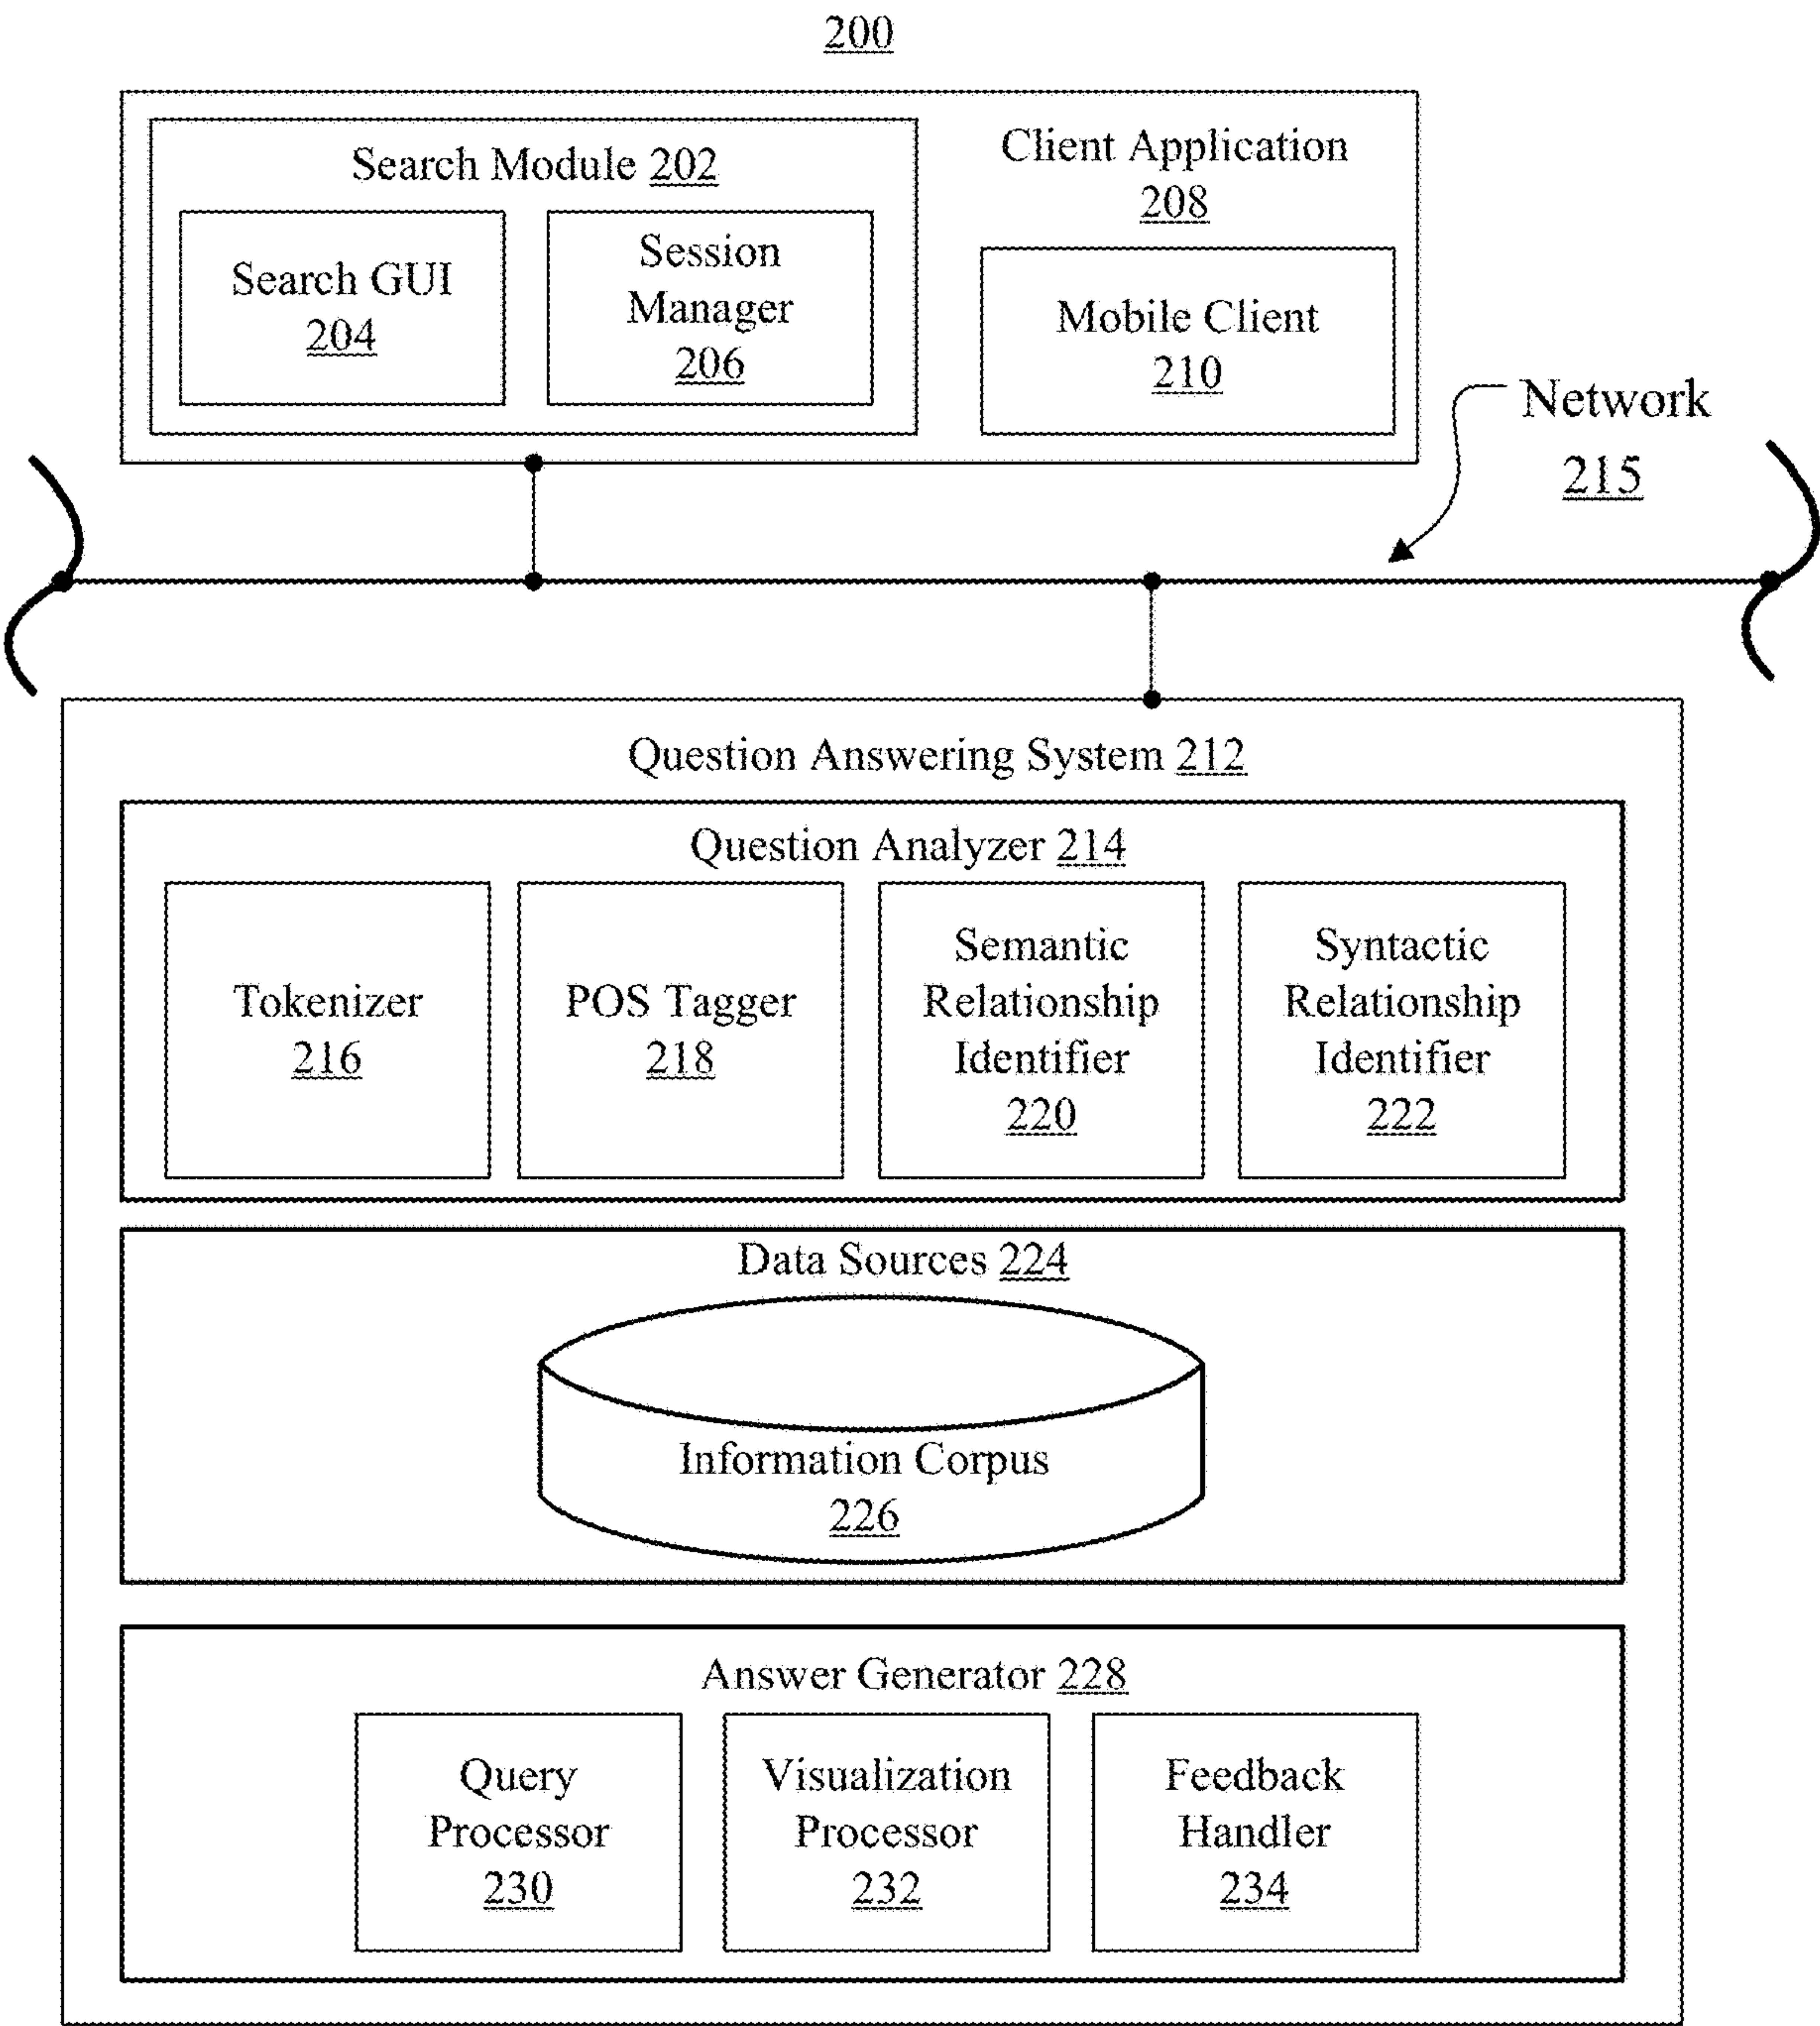 200
Search Module 202
Client Application
208
Search GUI
204
Session
Manager
206
Mobile Client
210
Network
215
Question Answering System 212
Question Analyzer 214
Tokenizer
216
POS Tagger
218
Semantic
Relationship
Identifier
220
Syntactic
Relationship
Identifier
222
Data Sources 224
Information Corpus
226
Answer Generator 228
Query
Processor
230
Visualization
Processor
232
Feedback
Handler
234